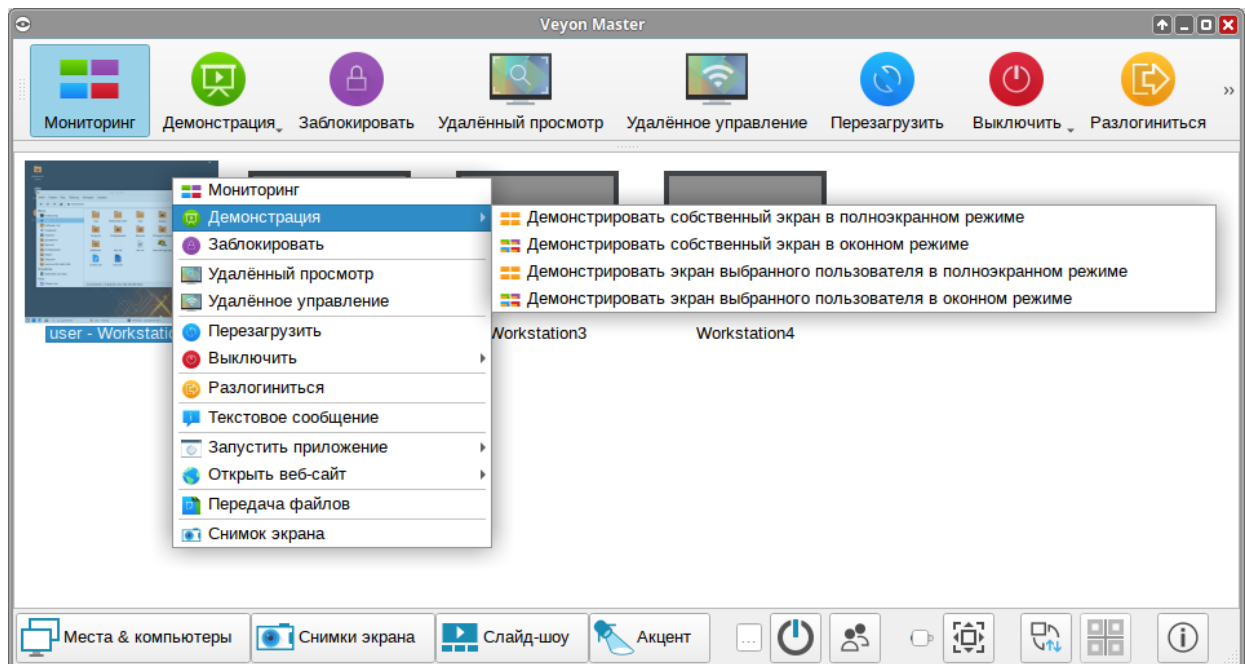 Veyon Master
Мониторинг
Демонстрация
Заблокировать
Удалённый просмотр
Удалённое управление
Перезагрузить
Выключить
Разлогиниться
»
user - Workstati
Workstation3
Workstation4
Мониторинг
Демонстрация
Заблокировать
Удалённый просмотр
Удалённое управление
Перезагрузить
Выключить
Разлогиниться
Текстовое сообщение
Запустить приложение
Открыть веб-сайт
Передача файлов
Снимок экрана
Демонстрировать собственный экран в полноэкранном режиме
Демонстрировать собственный экран в оконном режиме
Демонстрировать экран выбранного пользователя в полноэкранном режиме
Демонстрировать экран выбранного пользователя в оконном режиме
Места & компьютеры
Снимки экрана
Слайд-шоу
Акцент
...